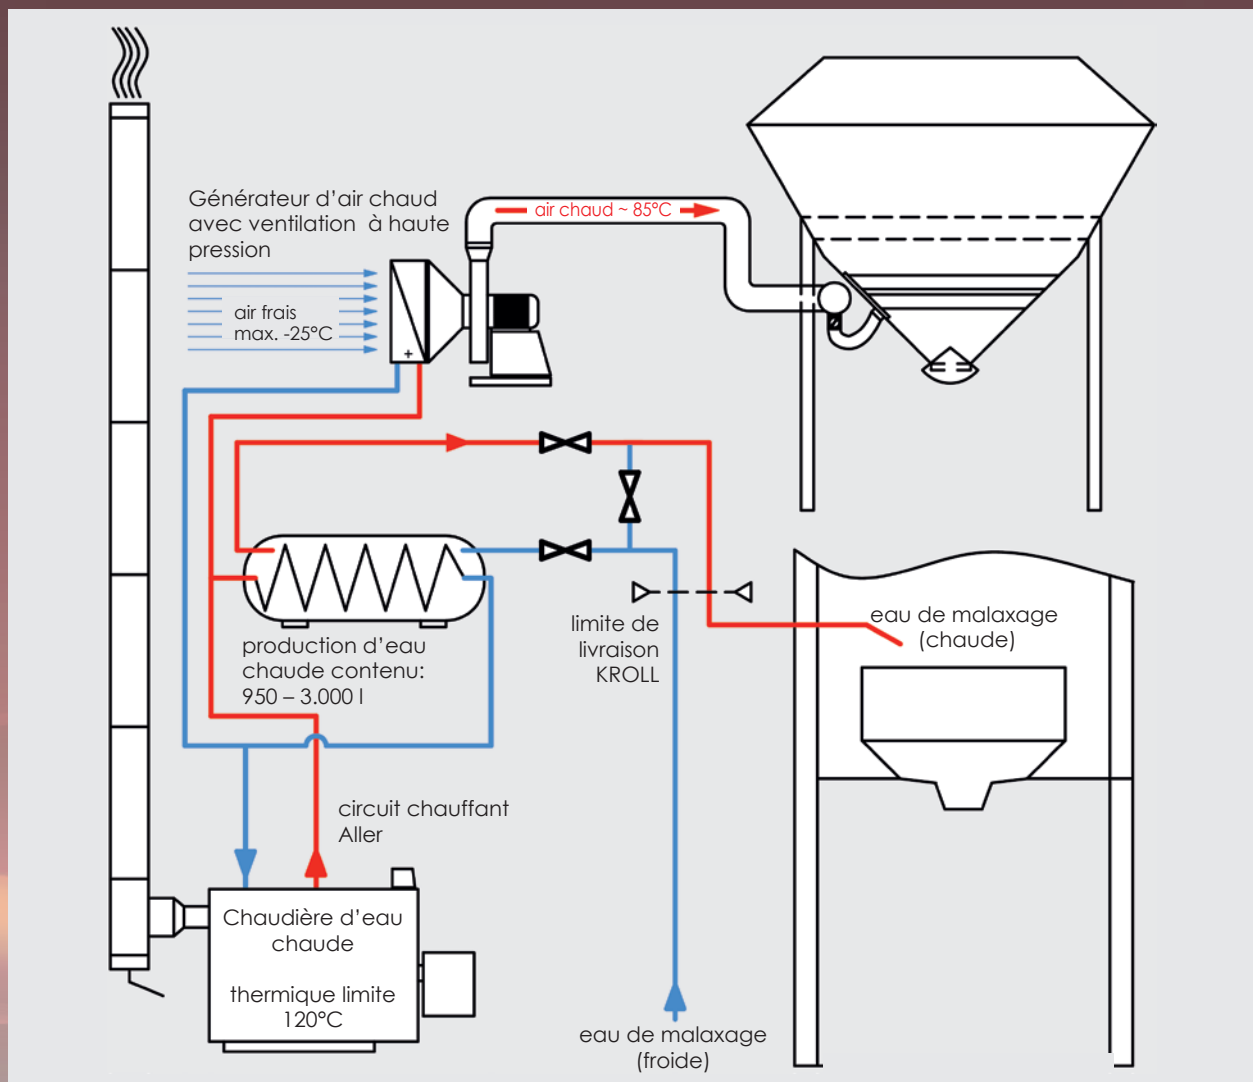 Générateur d'air chaud
avec ventilation à haute
pression
air chaud ~ 85°C
air frais
max. -25°C
+
production d'eau
chaude contenu:
950 – 3.000 l
limite de
livraison
KROLL
eau de malaxage
(chaude)
circuit chauffant
Aller
Chaudière d'eau
chaude
thermique limite
120°C
eau de malaxage
(froide)